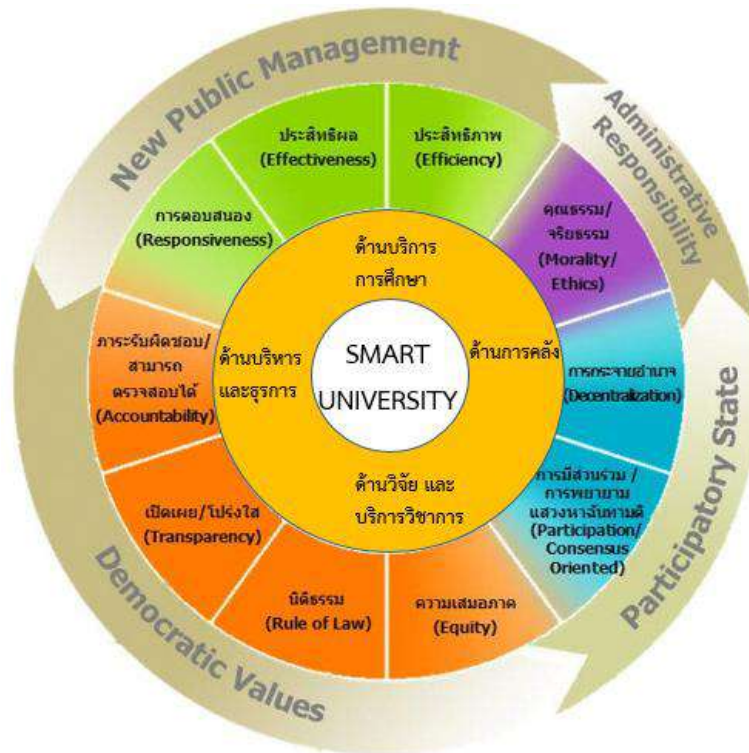 New Public Management
Administrative
Responsibility
Participatory State
Democratic Values
ประสิทธิผล
(Effectiveness)
ประสิทธิภาพ
(Efficiency)
คุณธรรม/
จริยธรรม
(Morality/
Ethics)
การกระจายอำนาจ
(Decentralization)
การมีส่วนร่วม /
การพยายาม
แสวงหาฉันทามติ
(Participation/
Consensus
Oriented)
ความเสมอภาค
(Equity)
นิติธรรม
(Rule of Law)
เปิดเผย/โปร่งใส
(Transparency)
ภาระรับผิดชอบ/
สามารถ
ตรวจสอบได้
(Accountability)
การตอบสนอง
(Responsiveness)
ด้านบริการ
การศึกษา
ด้านการคลัง
ด้านวิจัย และ
บริการวิชาการ
ด้านบริหาร
และธุรการ
SMART
UNIVERSITY